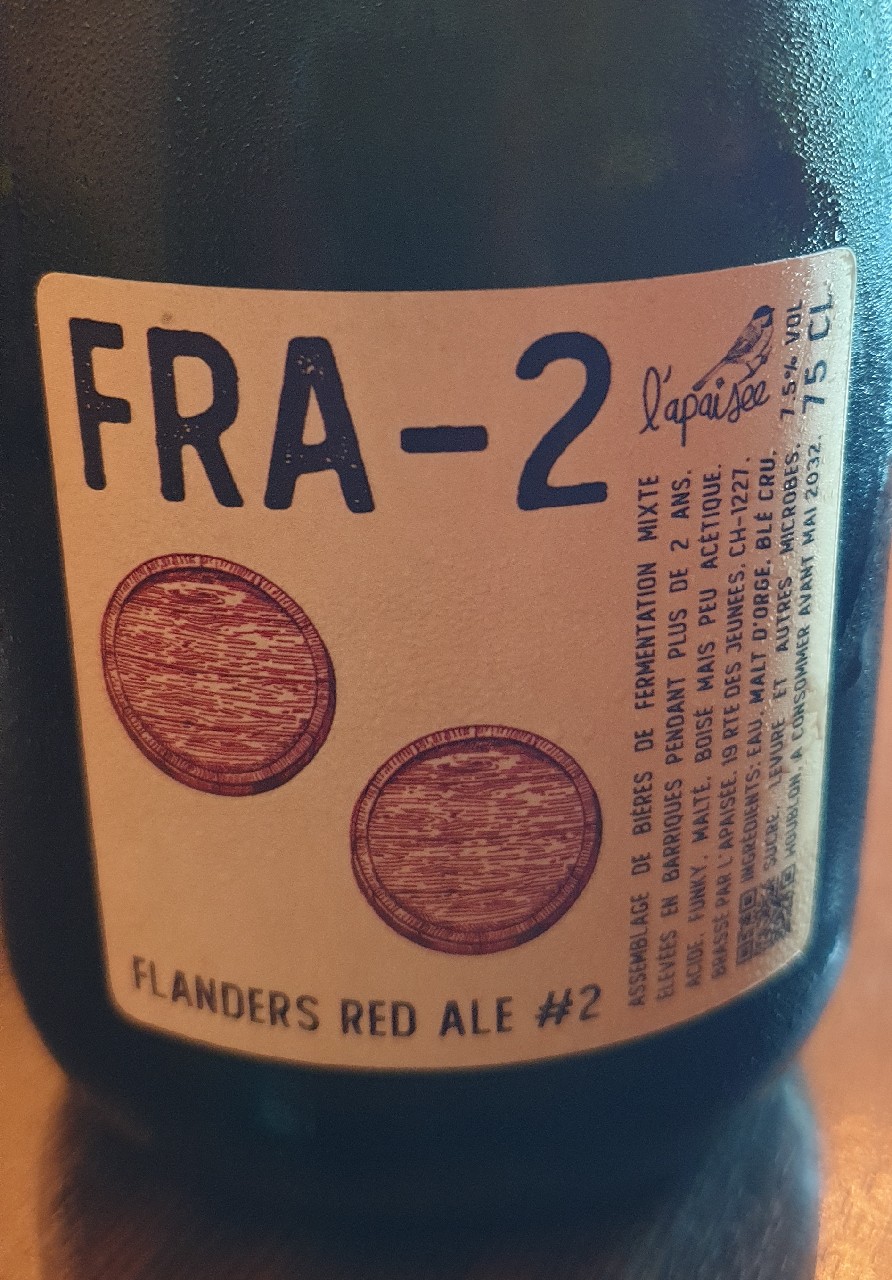 FRA-2
l'apaisée
7.5% VOL
75 CL
ASSEMBLAGE DE BIÈRES DE FERMENTATION MIXTE
ÉLEVÉES EN BARRIQUES PENDANT PLUS DE 2 ANS.
ACIDE, FUNKY, MALTÉ, BOISÉ MAIS PEU ACÉTIQUE.
BRASSÉ PAR L'APAISÉE, 19 RTE DES JEUNES, CH-1227.
INGRÉDIENTS: EAU, MALT D'ORGE, BLÉ CRU,
SUCRE, LEVURE ET AUTRES MICROBES,
HOUBLON. À CONSOMMER AVANT MAI 2032.
FLANDERS RED ALE #2